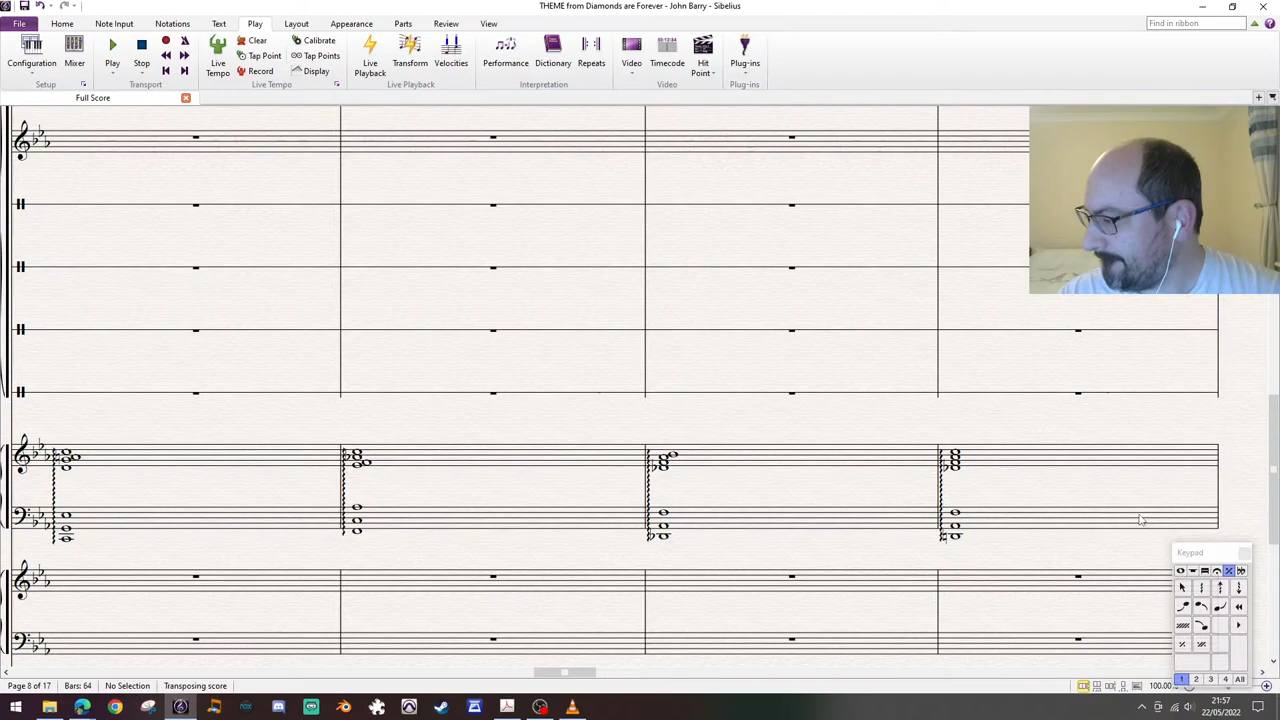 THEME from Diamonds are Forever - John Barry - Sibelius
File Home Note Input Notations Text Play Layout Appearance Parts Review View Find in ribbon
Clear Calibrate
Tap Point Tap Points
Record Display
Configuration Mixer Play Stop Live Tempo Live Playback Transform Velocities Performance Dictionary Repeats Video Timecode Hit Point Plug-ins
Setup Transport Live Tempo Live Playback Interpretation Video Plug-ins
Full Score
Keypad
1 2 3 4 All
Page 8 of 17 Bars: 64 No Selection Transposing score 100.00
21:57
22/05/2022